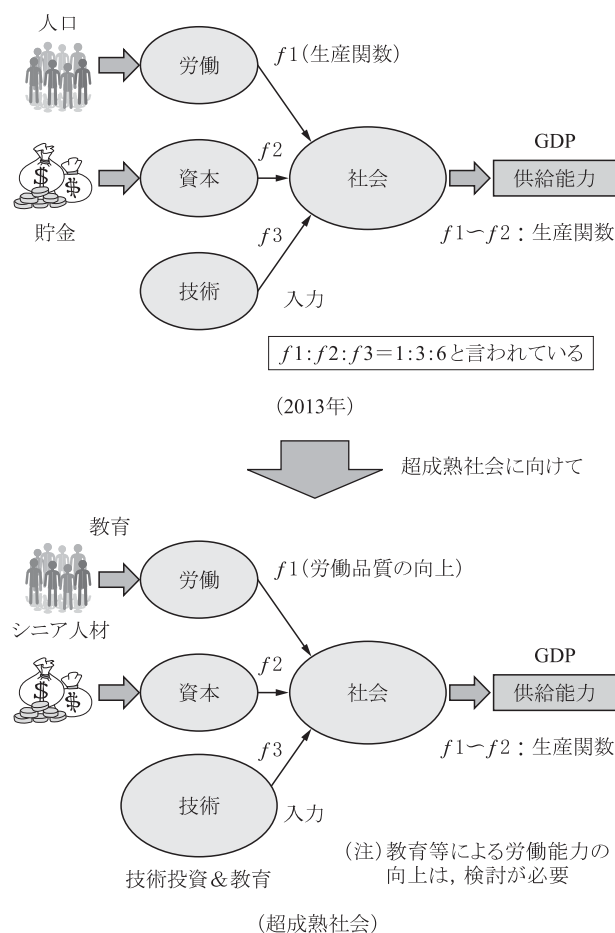 人口
労働
f1(生産関数)
f2
GDP
資本
社会
供給能力
貯金
f3
f1〜f2：生産関数
技術
入力
f1:f2:f3=1:3:6と言われている
(2013年)
超成熟社会に向けて
教育
労働
f1(労働品質の向上)
シニア人材
f2
GDP
資本
社会
供給能力
f3
f1〜f2：生産関数
技術
入力
(注)教育等による労働能力の
向上は，検討が必要
技術投資&教育
(超成熟社会)
$
$
$
$